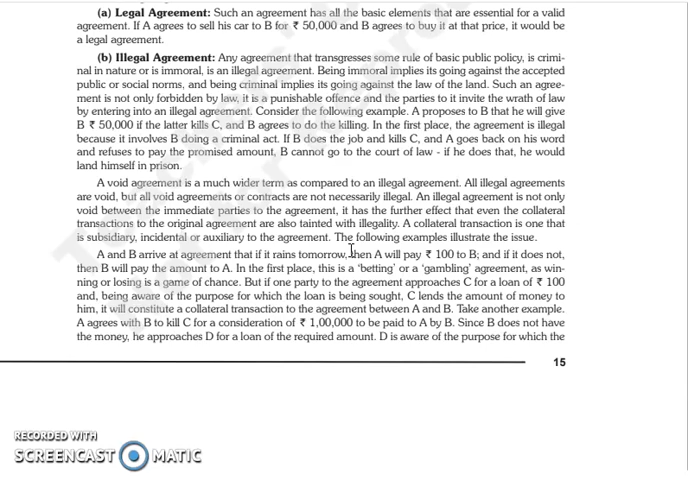 (a) Legal Agreement: Such an agreement has all the basic elements that are essential for a valid
agreement. If A agrees to sell his car to B for ₹ 50,000 and B agrees to buy it at that price, it would be
a legal agreement.
(b) Illegal Agreement: Any agreement that transgresses some rule of basic public policy, is crimi-
nal in nature or is immoral, is an illegal agreement. Being immoral implies its going against the accepted
public or social norms, and being criminal implies its going against the law of the land. Such an agree-
ment is not only forbidden by law, it is a punishable offence and the parties to it invite the wrath of law
by entering into an illegal agreement. Consider the following example. A proposes to B that he will give
B ₹ 50,000 if the latter kills C, and B agrees to do the killing. In the first place, the agreement is illegal
because it involves B doing a criminal act. If B does the job and kills C, and A goes back on his word
and refuses to pay the promised amount, B cannot go to the court of law - if he does that, he would
land himself in prison.
A void agreement is a much wider term as compared to an illegal agreement. All illegal agreements
are void, but all void agreements or contracts are not necessarily illegal. An illegal agreement is not only
void between the immediate parties to the agreement, it has the further effect that even the collateral
transactions to the original agreement are also tainted with illegality. A collateral transaction is one that
is subsidiary, incidental or auxiliary to the agreement. The following examples illustrate the issue.
A and B arrive at agreement that if it rains tomorrow, then A will pay ₹ 100 to B; and if it does not,
then B will pay the amount to A. In the first place, this is a 'betting' or a 'gambling' agreement, as win-
ning or losing is a game of chance. But if one party to the agreement approaches C for a loan of ₹ 100
and, being aware of the purpose for which the loan is being sought, C lends the amount of money to
him, it will constitute a collateral transaction to the agreement between A and B. Take another example.
A agrees with B to kill C for a consideration of ₹ 1,00,000 to be paid to A by B. Since B does not have
the money, he approaches D for a loan of the required amount. D is aware of the purpose for which the
15
RECORDED WITH
SCREENCAST MATIC